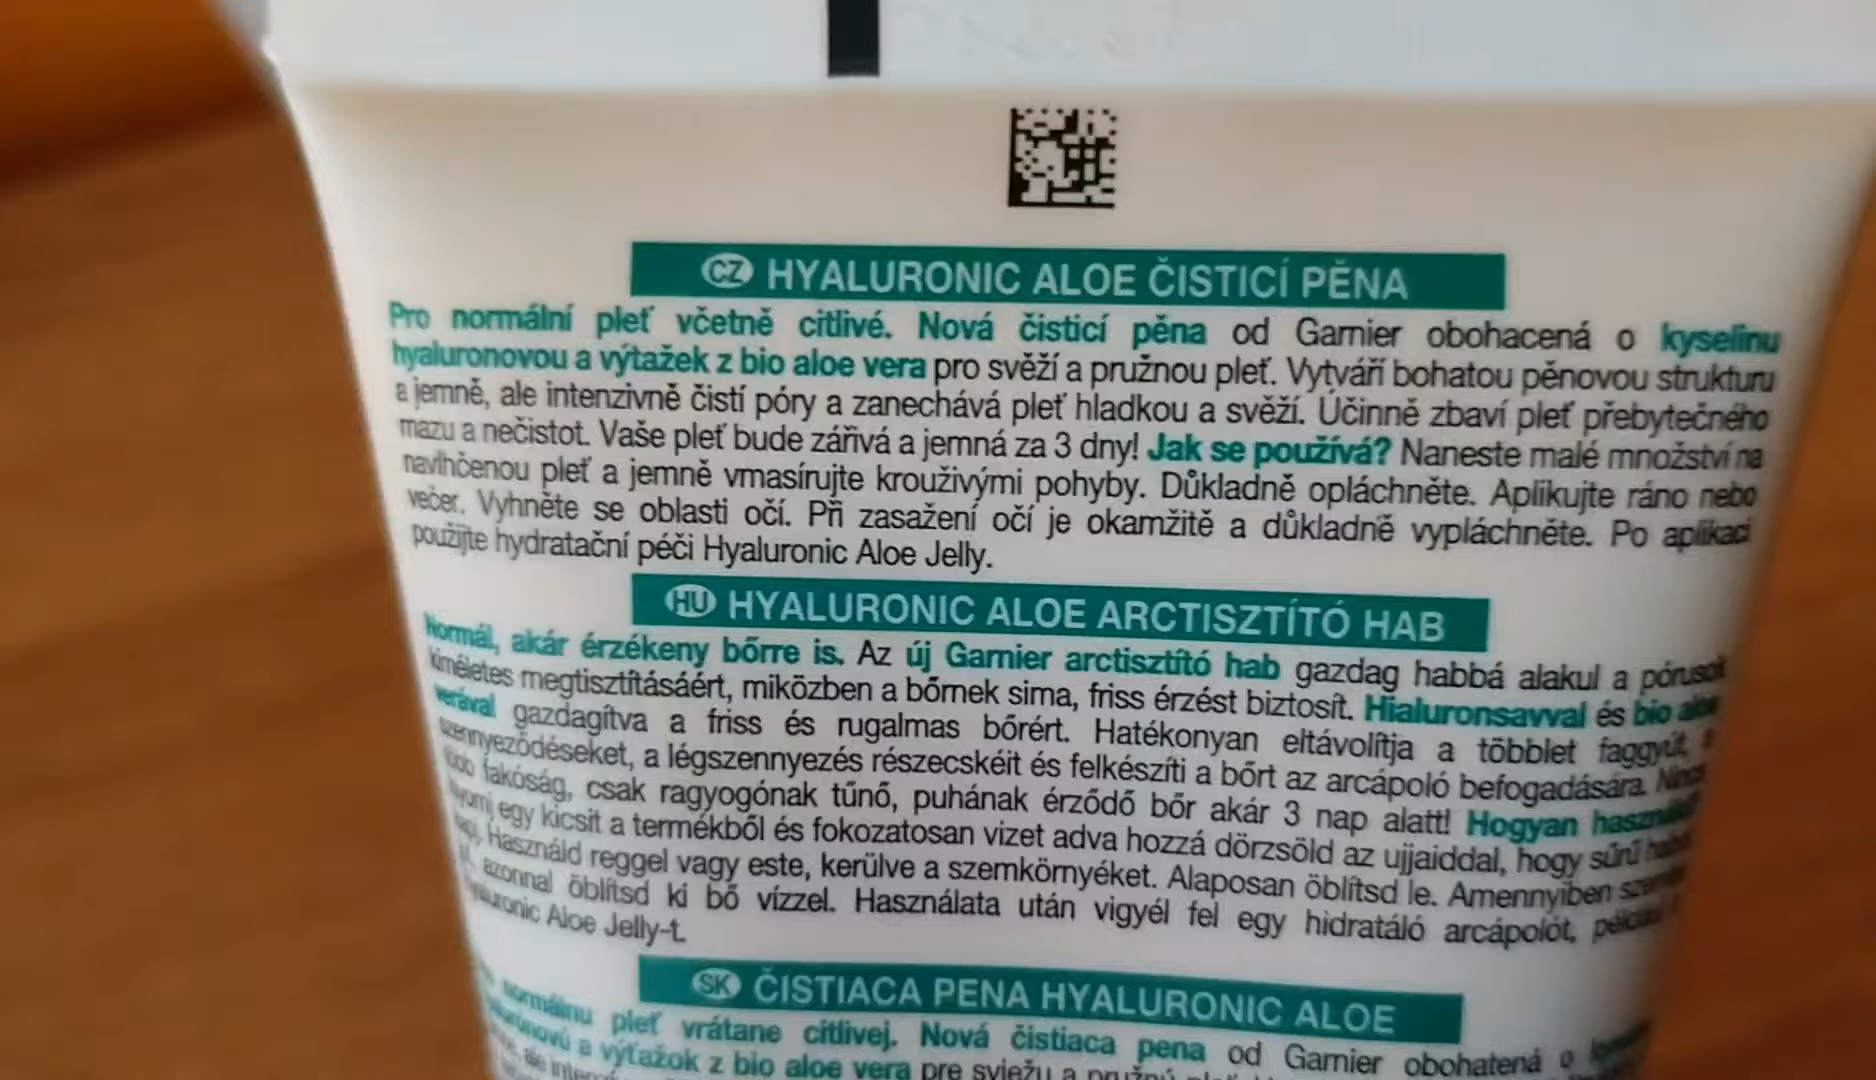 CZ HYALURONIC ALOE ČISTICÍ PĚNA
Pro normální pleť včetně citlivé. Nová čisticí pěna od Garnier obohacená o kyselinu
hyaluronovou a výtažek z bio aloe vera pro svěží a pružnou pleť. Vytváří bohatou pěnovou strukturu
a jemně, ale intenzivně čistí póry a zanechává pleť hladkou a svěží. Účinně zbaví pleť přebytečného
mazu a nečistot. Vaše pleť bude zářivá a jemná za 3 dny! Jak se používá? Naneste malé množství na
navlhčenou pleť a jemně vmasírujte krouživými pohyby. Důkladně opláchněte. Aplikujte ráno nebo
večer. Vyhněte se oblasti očí. Při zasažení očí je okamžitě a důkladně vypláchněte. Po aplikaci
použijte hydratační péči Hyaluronic Aloe Jelly.
HU HYALURONIC ALOE ARCTISZTÍTÓ HAB
Normál, akár érzékeny bőrre is. Az új Garnier arctisztító hab gazdag habbá alakul a pórusok
kíméletes megtisztításáért, miközben a bőrnek sima, friss érzést biztosít. Hialuronsavval és bio aloe
verával gazdagítva a friss és rugalmas bőrért. Hatékonyan eltávolítja a többlet faggyút, a
szennyeződéseket, a légszennyezés részecskéit és felkészíti a bőrt az arcápoló befogadására. Nincs
több fakóság, csak ragyogónak tűnő, puhának érződő bőr akár 3 nap alatt! Hogyan
egy kicsit a termékből és fokozatosan vizet adva hozzá dörzsöld az ujjaiddal, hogy sűrű
Használd reggel vagy este, kerülve a szemkörnyéket. Alaposan öblítsd le. Amennyiben
azonnal öblítsd ki bő vízzel. Használata után vigyél fel egy hidratáló arcápolót, például
Aloe Jelly-t.
SK ČISTIACA PENA HYALURONIC ALOE
normálnu pleť vrátane citlivej. Nová čistiaca pena od Garnier obohatená o
a výťažok z bio aloe vera pre sviežu a pružnú